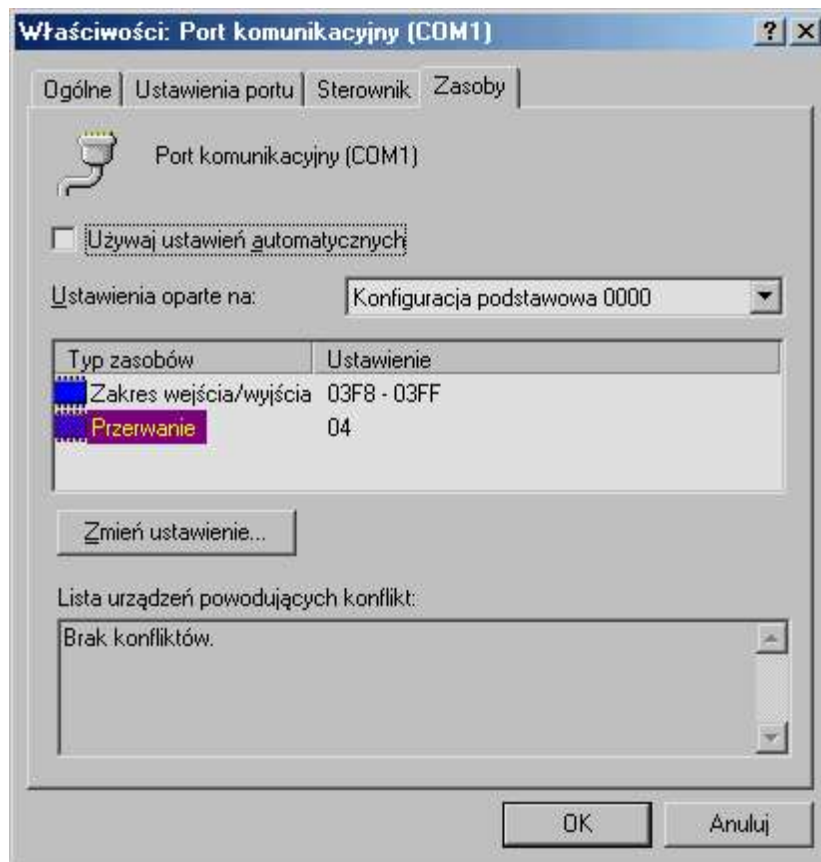 Właściwości: Port komunikacyjny (COM1)
Ogólne Ustawienia portu Sterownik Zasoby
Port komunikacyjny (COM1)
Używaj ustawień automatycznych
Ustawienia oparte na: Konfiguracja podstawowa 0000
Typ zasobów Ustawienie
Zakres wejścia/wyjścia 03F8 - 03FF
Przerwanie 04
Zmień ustawienie...
Lista urządzeń powodujących konflikt:
Brak konfliktów.
OK Anuluj